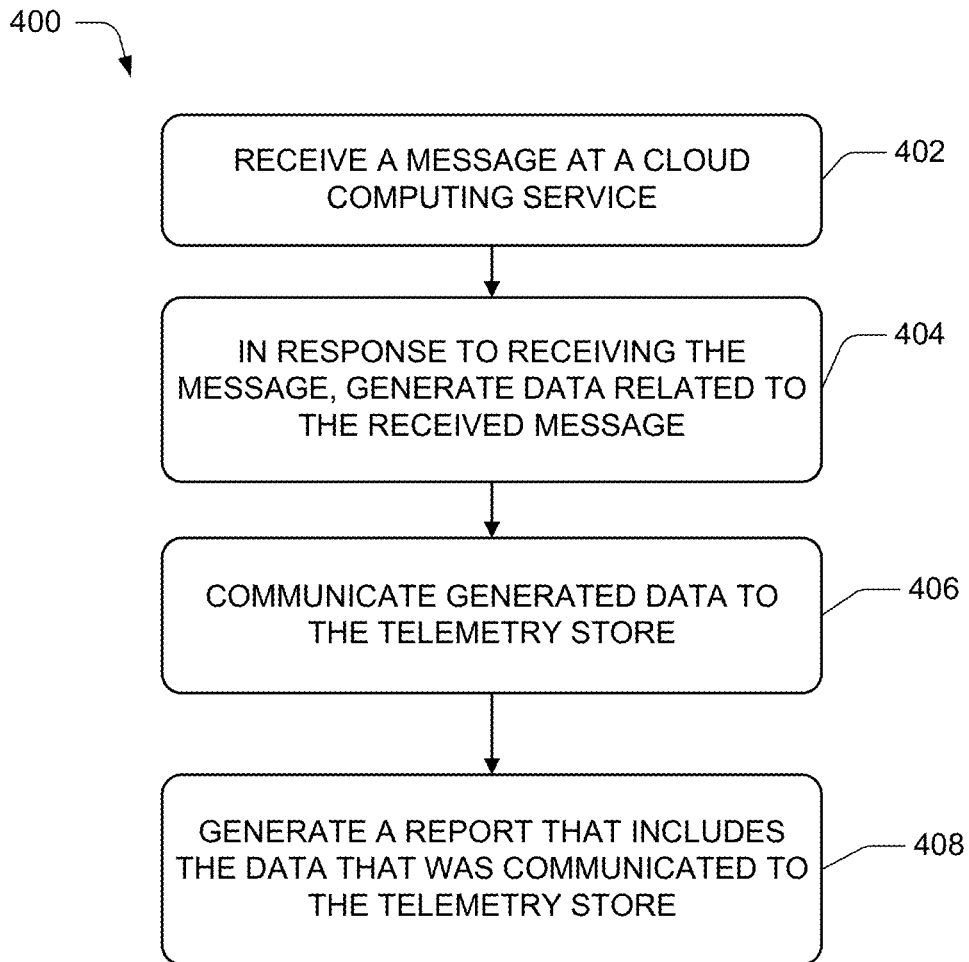 400
RECEIVE A MESSAGE AT A CLOUD
COMPUTING SERVICE
402
IN RESPONSE TO RECEIVING THE
MESSAGE, GENERATE DATA RELATED TO
THE RECEIVED MESSAGE
404
COMMUNICATE GENERATED DATA TO
THE TELEMETRY STORE
406
GENERATE A REPORT THAT INCLUDES
THE DATA THAT WAS COMMUNICATED TO
THE TELEMETRY STORE
408